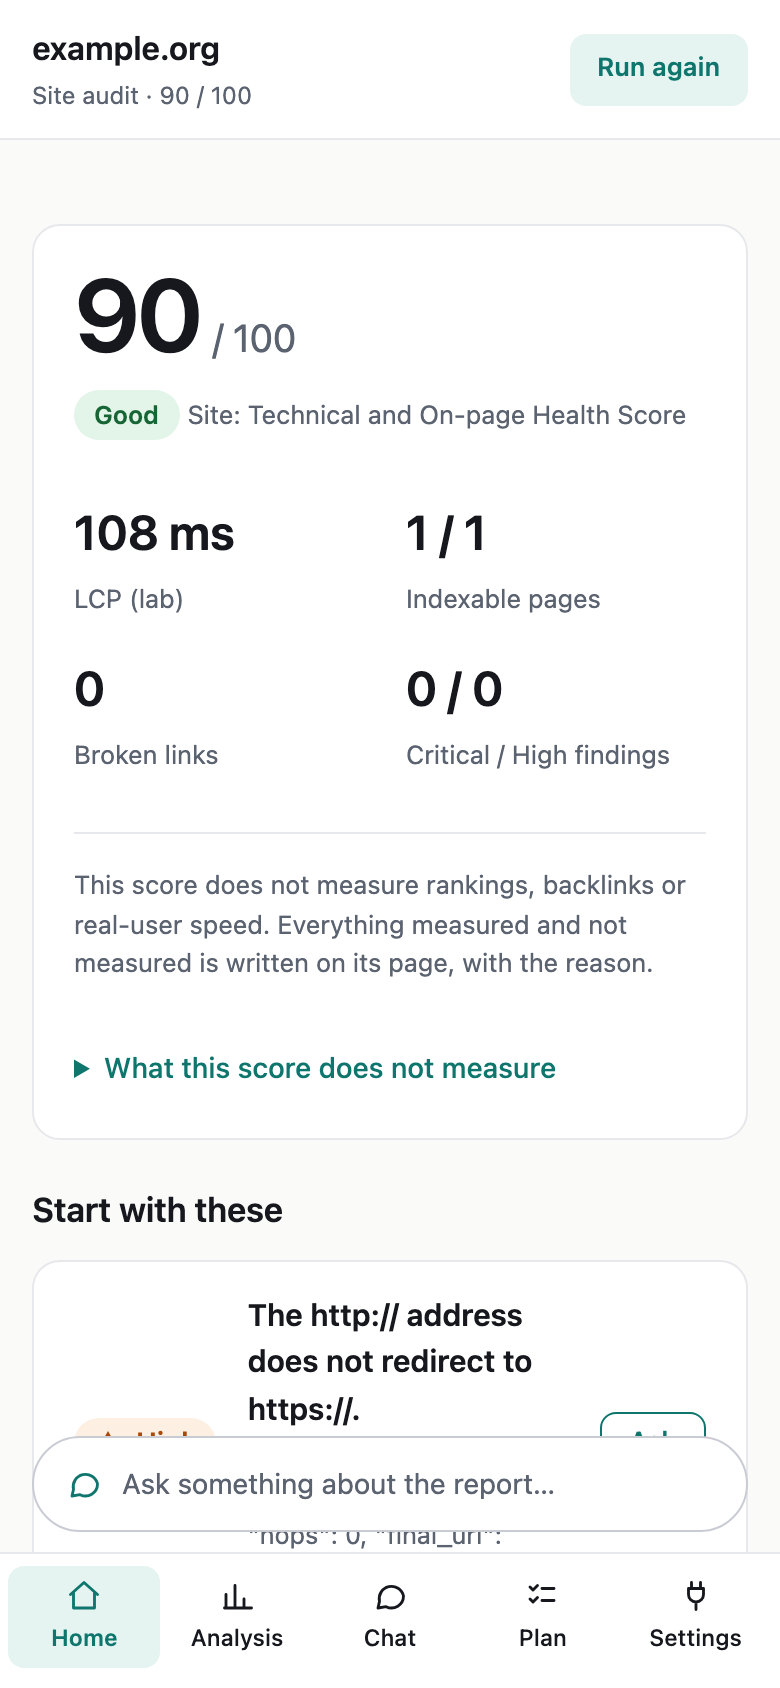 example.org
Site audit · 90 / 100
Run again
90 / 100
Good Site: Technical and On-page Health Score
108 ms
LCP (lab)
1 / 1
Indexable pages
0
Broken links
0 / 0
Critical / High findings
This score does not measure rankings, backlinks or
real-user speed. Everything measured and not
measured is written on its page, with the reason.
What this score does not measure
Start with these
The http:// address
does not redirect to
https://.
Ask something about the report...
"hops": 0, "final_url":
Home
Analysis
Chat
Plan
Settings